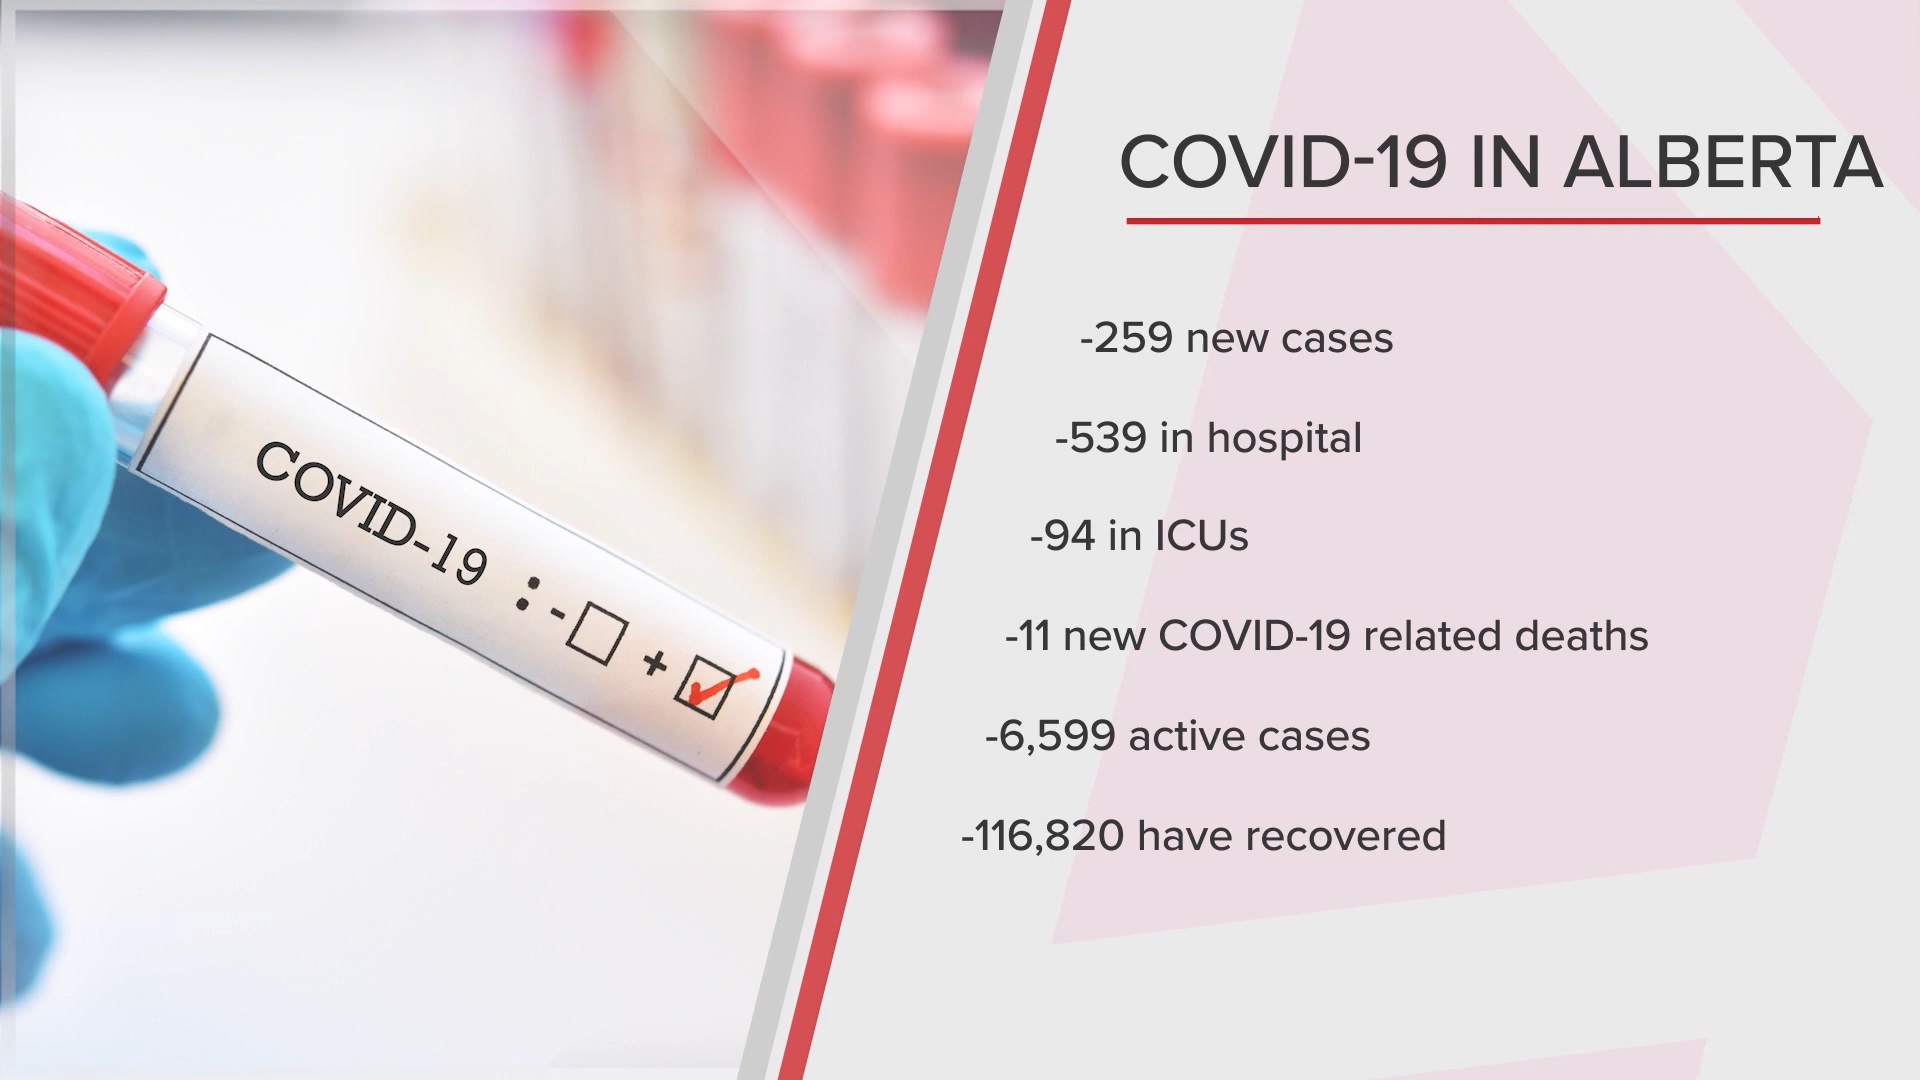 COVID-19 IN ALBERTA
-259 new cases
-539 in hospital
-94 in ICUs
-11 new COVID-19 related deaths
-6,599 active cases
-116,820 have recovered
COVID-19 : -☐ +☑